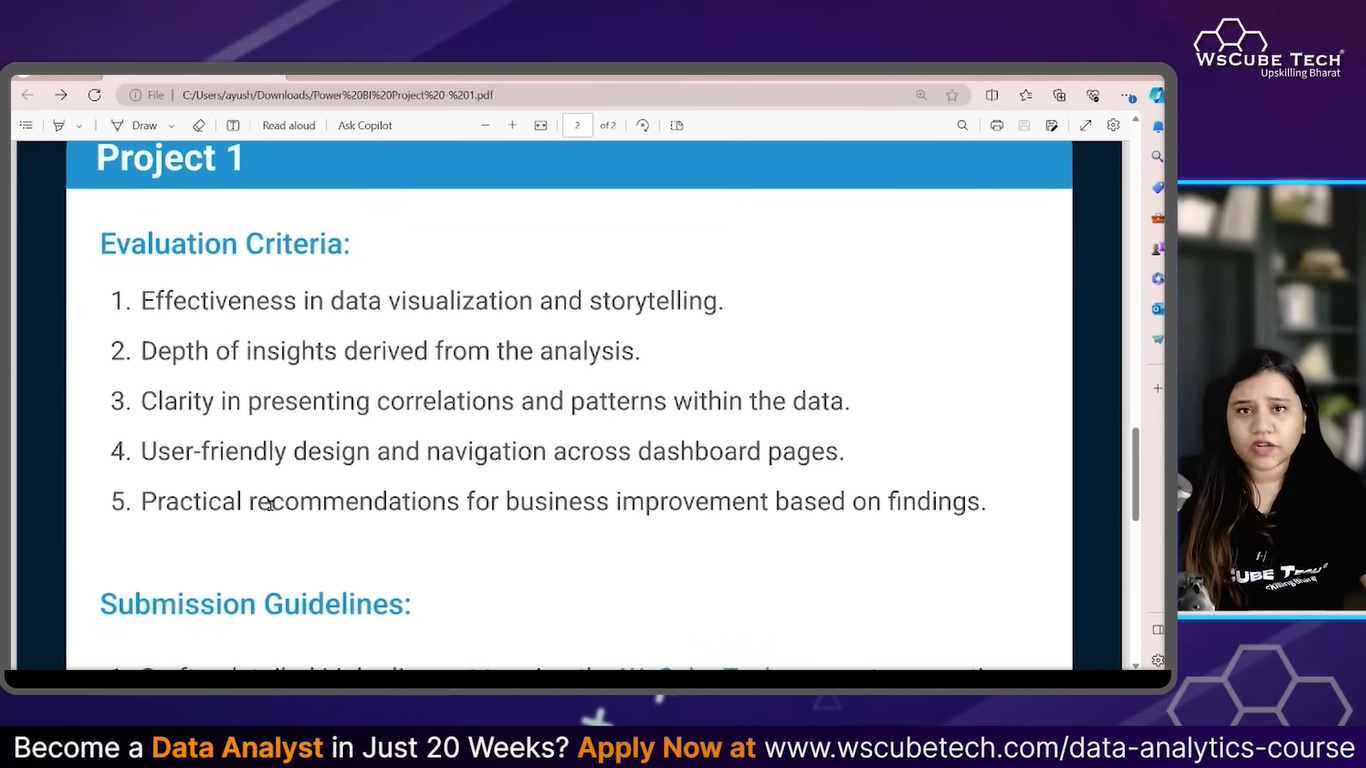 WsCube Tech
Upskilling Bharat
File C:/Users/ayush/Downloads/Power%20BI%20Project%20-%201.pdf
Draw Read aloud Ask Copilot 2 of 2
Project 1
Evaluation Criteria:
1. Effectiveness in data visualization and storytelling.
2. Depth of insights derived from the analysis.
3. Clarity in presenting correlations and patterns within the data.
4. User-friendly design and navigation across dashboard pages.
5. Practical recommendations for business improvement based on findings.
Submission Guidelines:
Become a Data Analyst in Just 20 Weeks? Apply Now at www.wscubetech.com/data-analytics-course